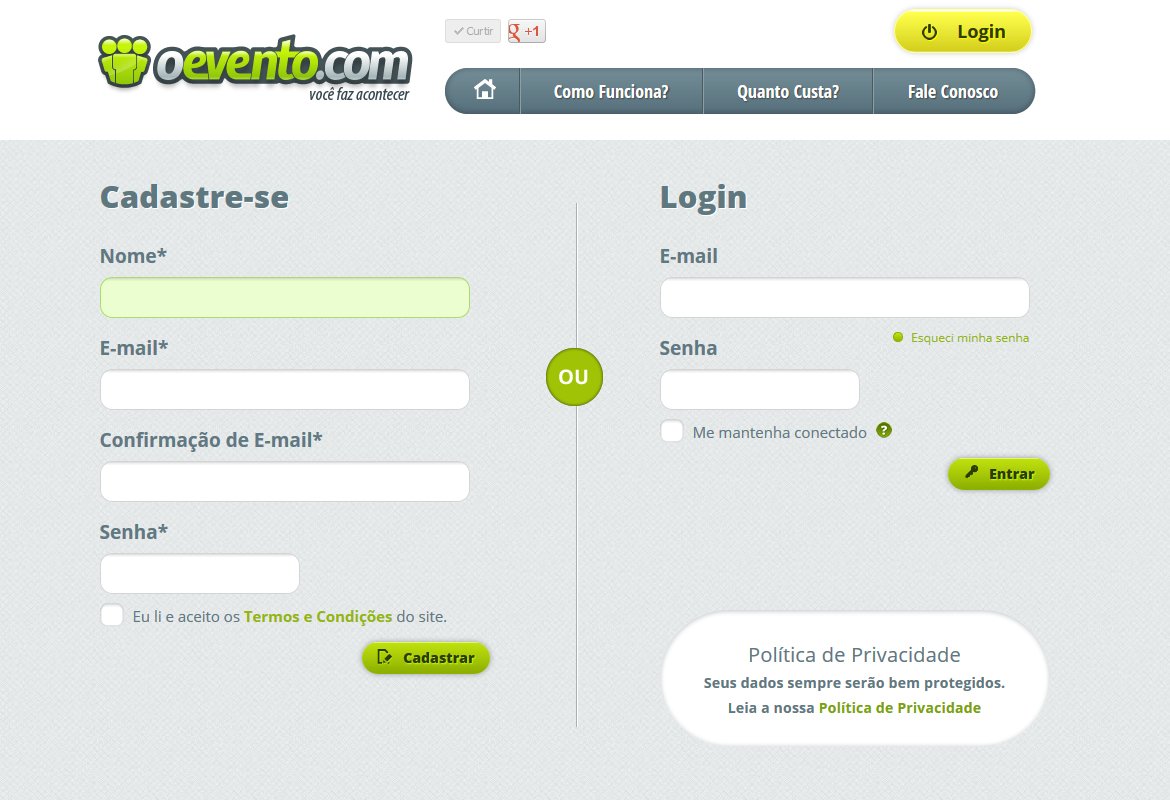 oevento.com
você faz acontecer
Curtir
g +1
Login
Como Funciona?
Quanto Custa?
Fale Conosco
Cadastre-se
Nome*
E-mail*
Confirmação de E-mail*
Senha*
Eu li e aceito os Termos e Condições do site.
Cadastrar
OU
Login
E-mail
Esqueci minha senha
Senha
Me mantenha conectado ?
Entrar
Política de Privacidade
Seus dados sempre serão bem protegidos.
Leia a nossa Política de Privacidade